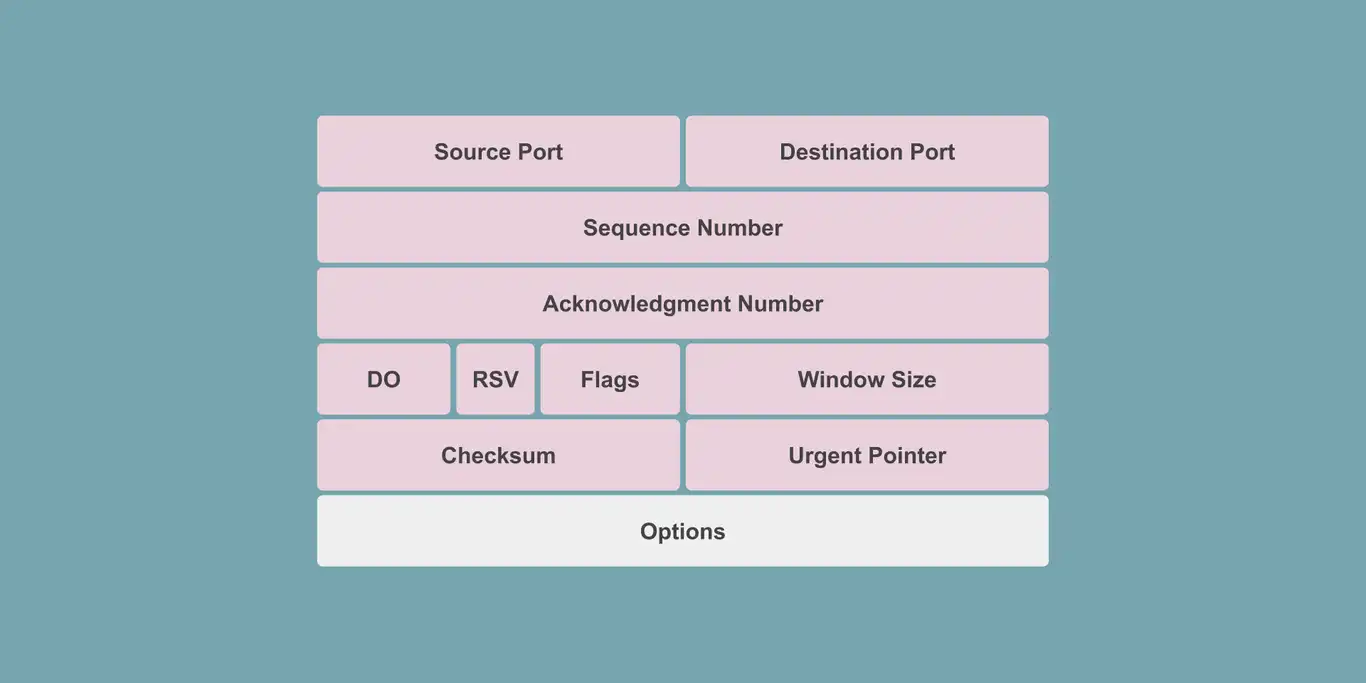 Source Port
Destination Port
Sequence Number
Acknowledgment Number
DO
RSV
Flags
Window Size
Checksum
Urgent Pointer
Options